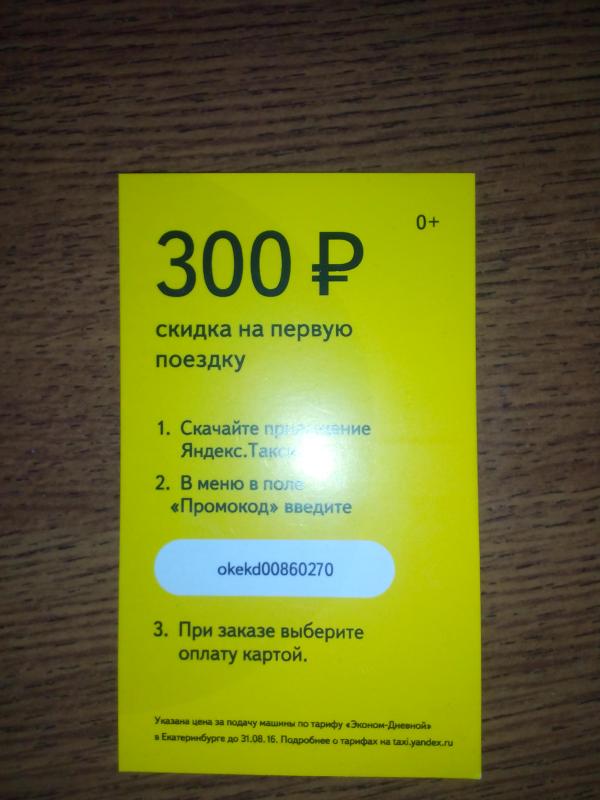 0+
300 ₽
скидка на первую
поездку
1. Скачайте приложение
Яндекс.Такси
2. В меню в поле
«Промокод» введите
okekd00860270
3. При заказе выберите
оплату картой.
Указана цена за подачу машины по тарифу «Эконом-Дневной»
в Екатеринбурге до 31.08.16. Подробнее о тарифах на taxi.yandex.ru